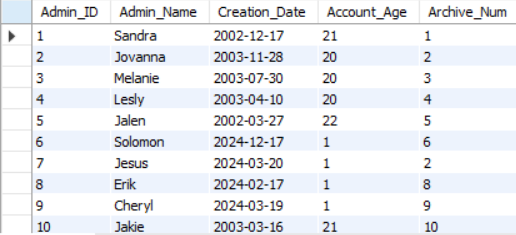 Admin_ID Admin_Name Creation_Date Account_Age Archive_Num
1 Sandra 2002-12-17 21 1
2 Jovanna 2003-11-28 20 2
3 Melanie 2003-07-30 20 3
4 Lesly 2003-04-10 20 4
5 Jalen 2002-03-27 22 5
6 Solomon 2024-12-17 1 6
7 Jesus 2024-03-20 1 2
8 Erik 2024-02-17 1 8
9 Cheryl 2024-03-19 1 9
10 Jakie 2003-03-16 21 10